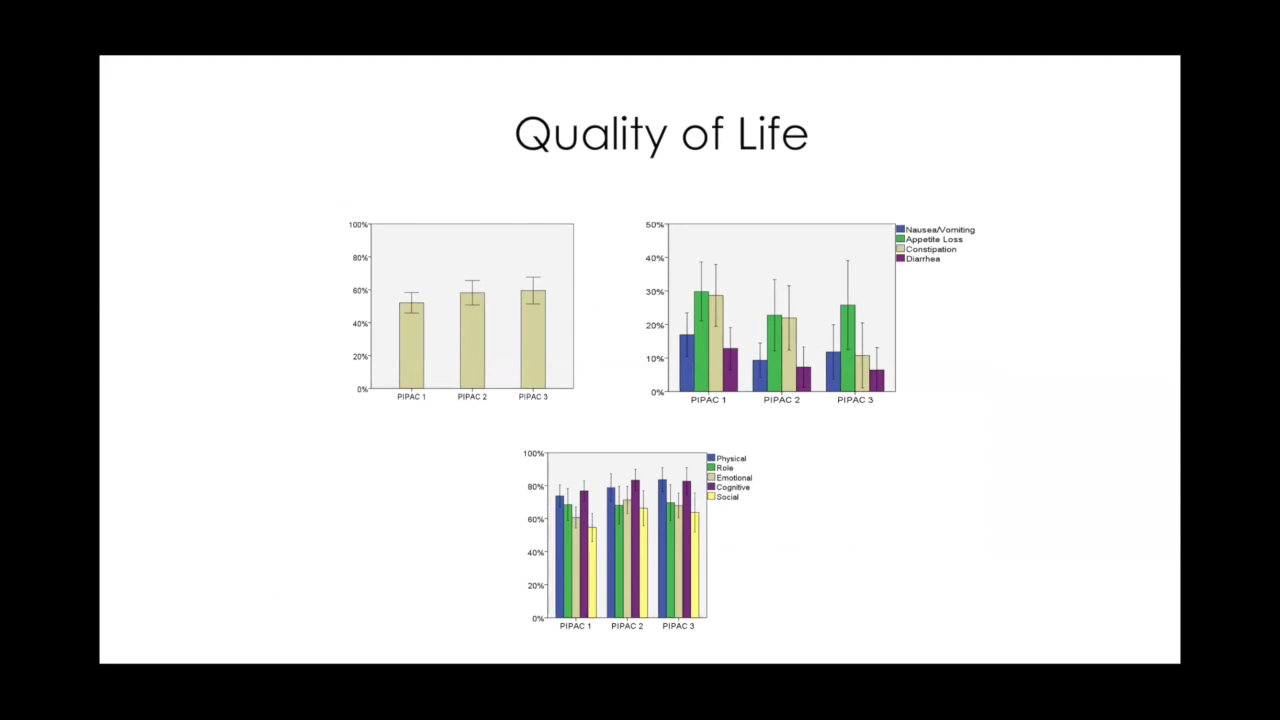 Quality of Life
100%
80%
60%
40%
20%
0%
PIPAC 1 PIPAC 2 PIPAC 3
50%
40%
30%
20%
10%
0%
PIPAC 1 PIPAC 2 PIPAC 3
Nausea/Vomiting
Appetite Loss
Constipation
Diarrhea
100%
80%
60%
40%
20%
0%
PIPAC 1 PIPAC 2 PIPAC 3
Physical
Role
Emotional
Cognitive
Social